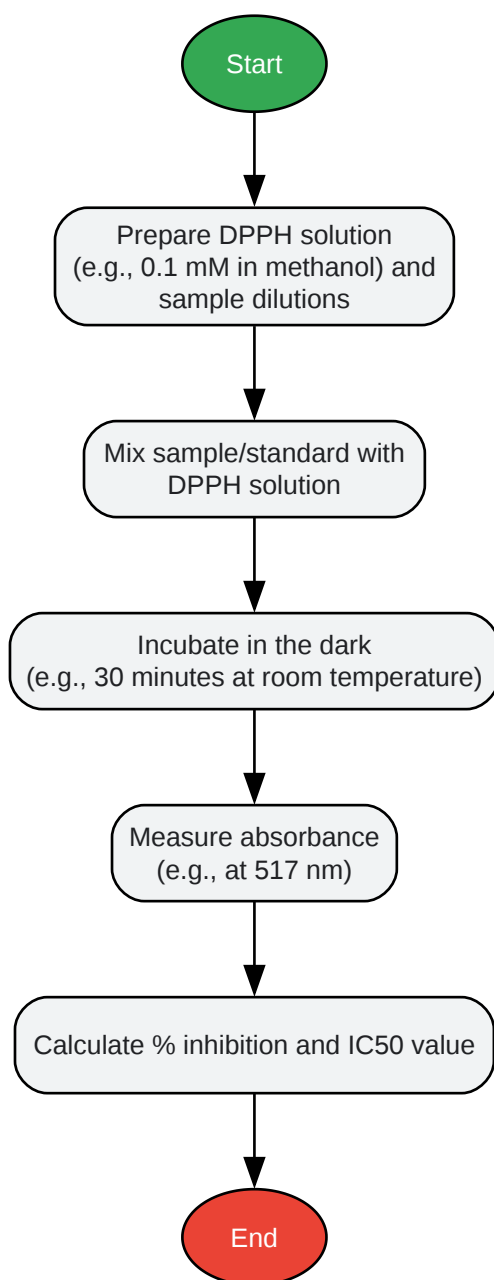 Start
Prepare DPPH solution
(e.g., 0.1 mM in methanol) and
sample dilutions
Mix sample/standard with
DPPH solution
Incubate in the dark
(e.g., 30 minutes at room temperature)
Measure absorbance
(e.g., at 517 nm)
Calculate % inhibition and IC50 value
End